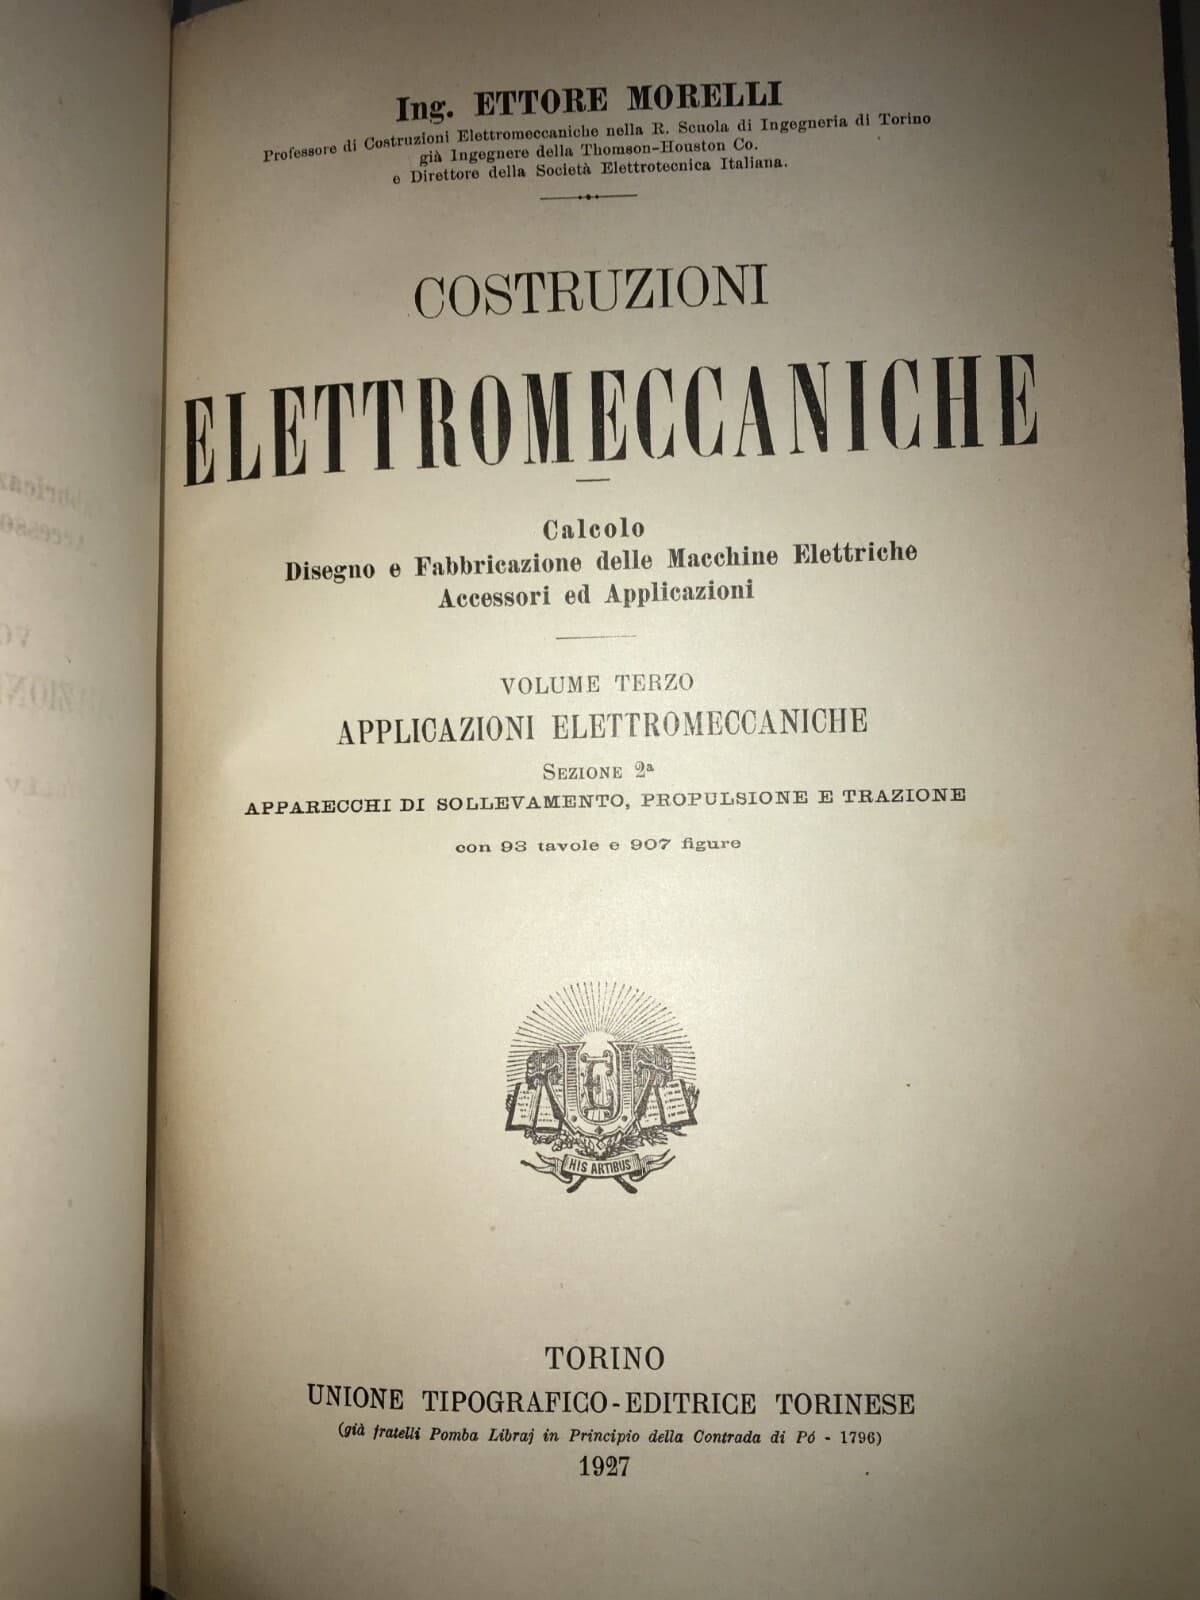 Ing. ETTORE MORELLI
Professore di Costruzioni Elettromeccaniche nella R. Scuola di Ingegneria di Torino
già Ingegnere della Thomson-Houston Co.
e Direttore della Società Elettrotecnica Italiana.
COSTRUZIONI
ELETTROMECCANICHE
Calcolo
Disegno e Fabbricazione delle Macchine Elettriche
Accessori ed Applicazioni
VOLUME TERZO
APPLICAZIONI ELETTROMECCANICHE
SEZIONE 2ª
APPARECCHI DI SOLLEVAMENTO, PROPULSIONE E TRAZIONE
con 93 tavole e 907 figure
HIS ARTIBUS
TORINO
UNIONE TIPOGRAFICO-EDITRICE TORINESE
(già fratelli Pomba Libraj in Principio della Contrada di Pó - 1796)
1927